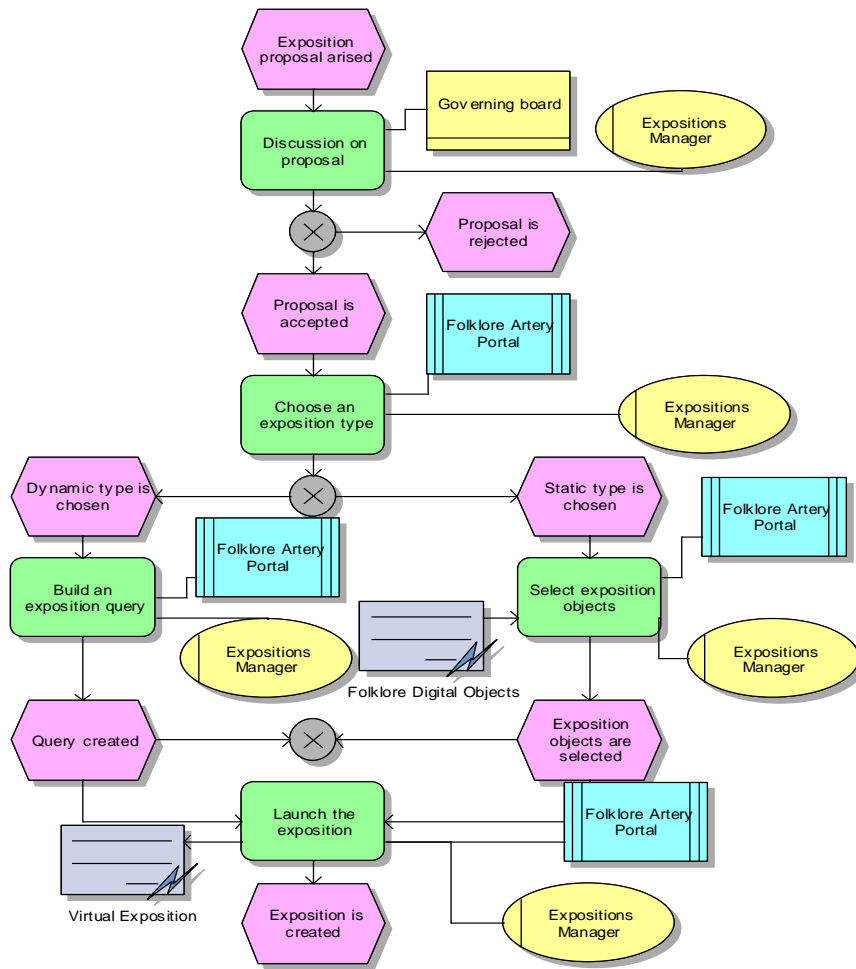 Exposition
proposal arised
Governing board
Expositions
Manager
Discussion on
proposal
Proposal is
rejected
Proposal is
accepted
Folklore Artery
Portal
Choose an
exposition type
Expositions
Manager
Dynamic type is
chosen
Static type is
chosen
Folklore Artery
Portal
Folklore Artery
Portal
Build an
exposition query
Select exposition
objects
Expositions
Manager
Expositions
Manager
Folklore Digital Objects
Query created
Exposition
objects are
selected
Launch the
exposition
Folklore Artery
Portal
Virtual Exposition
Exposition is
created
Expositions
Manager